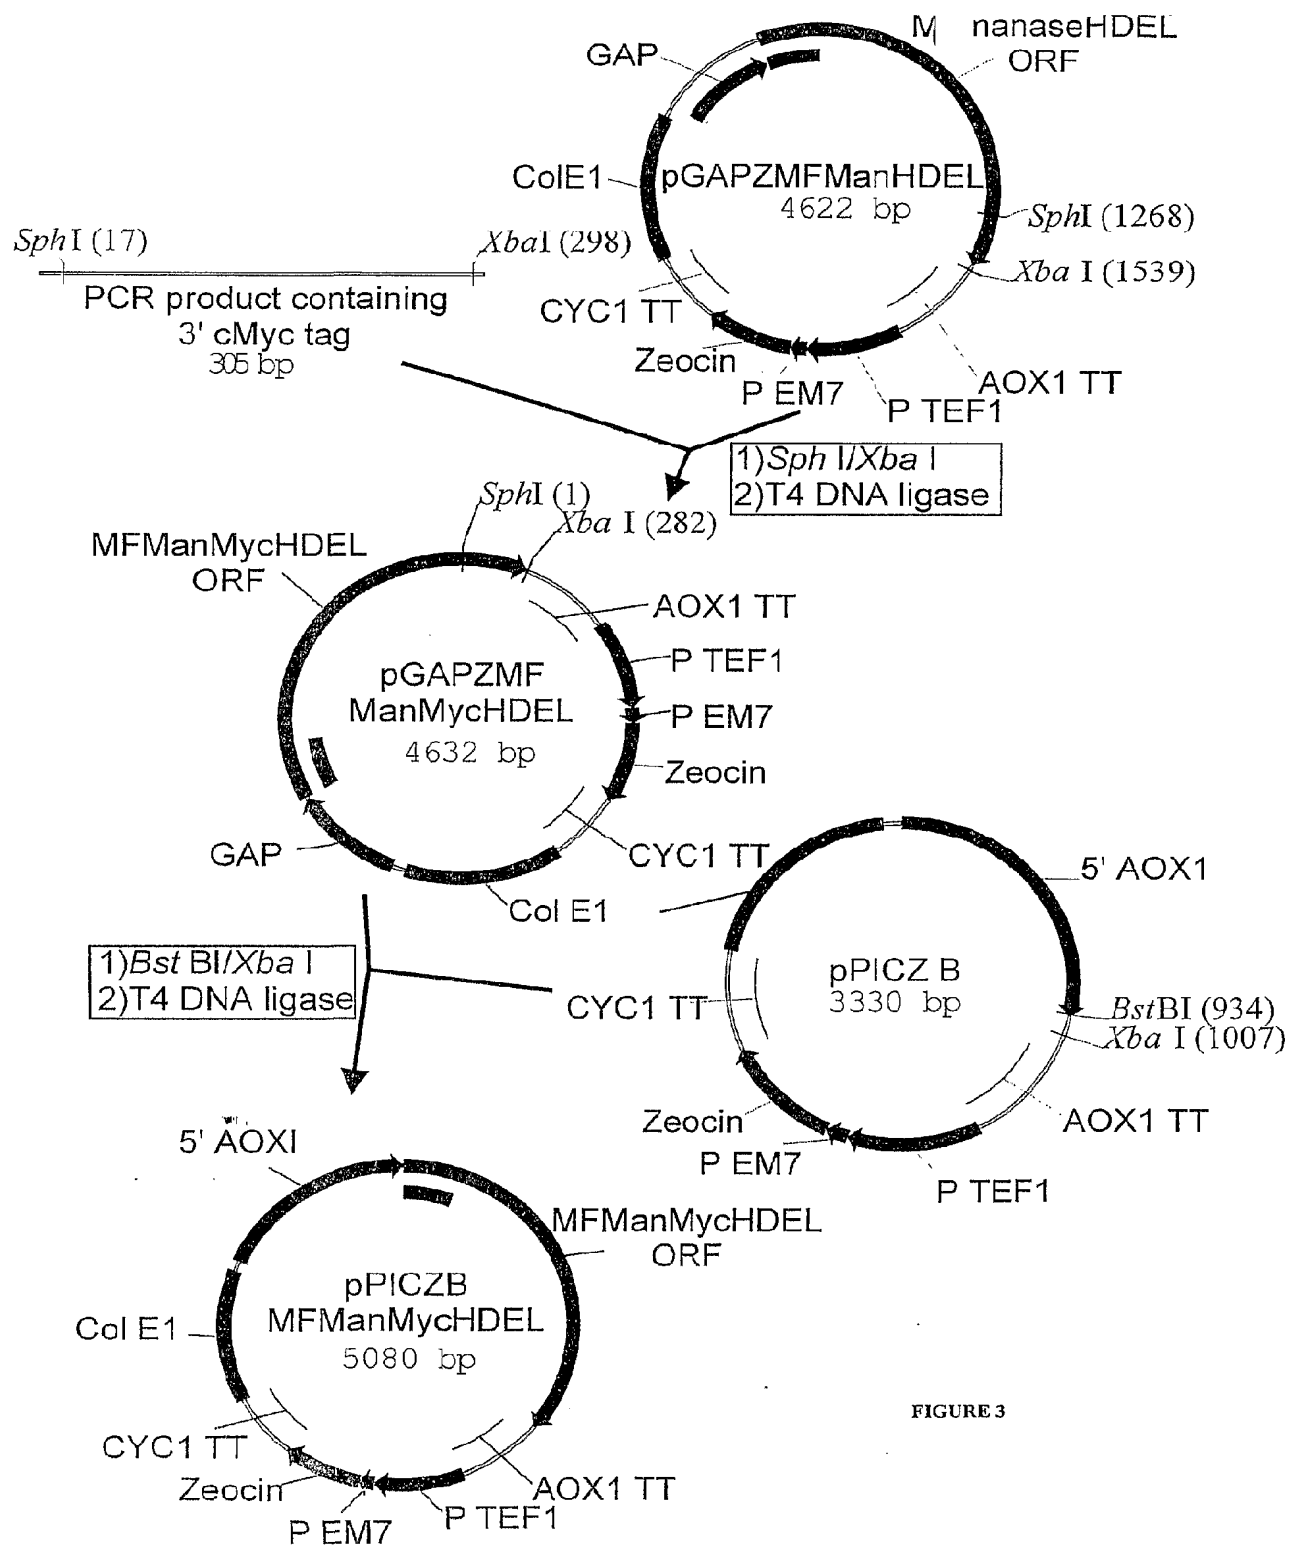 M nanaseHDEL
ORF
GAP
ColE1
pGAPZMFManHDEL
4622 bp
SphI (1268)
Xba I (1539)
SphI (17)
XbaI (298)
PCR product containing
3' cMyc tag
305 bp
CYC1 TT
Zeocin
P EM7
P TEF1
AOX1 TT
1)Sph I/Xba I
2)T4 DNA ligase
SphI (1)
Xba I (282)
MFManMycHDEL
ORF
AOX1 TT
P TEF1
P EM7
Zeocin
pGAPZMF
ManMycHDEL
4632 bp
GAP
CYC1 TT
Col E1
5' AOX1
1)Bst BI/Xba I
2)T4 DNA ligase
pPICZ B
3330 bp
CYC1 TT
BstBI (934)
Xba I (1007)
Zeocin
P EM7
AOX1 TT
P TEF1
5' AOXI
MFManMycHDEL
ORF
pPICZB
MFManMycHDEL
5080 bp
Col E1
FIGURE 3
CYC1 TT
Zeocin
P EM7
P TEF1
AOX1 TT